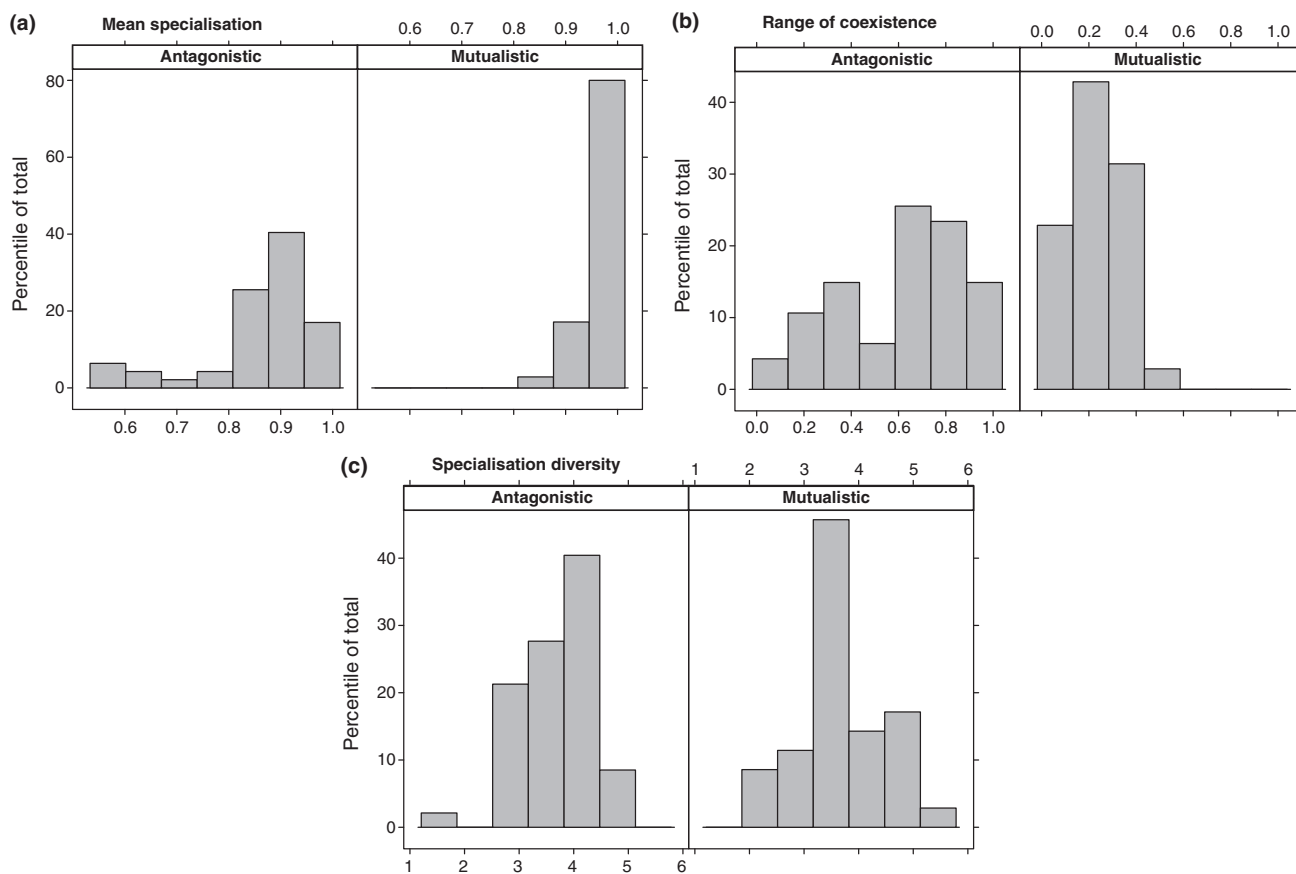 (a) Mean specialisation
0.6 0.7 0.8 0.9 1.0
Antagonistic Mutualistic
Percentile of total
80
60
40
20
0
0.6 0.7 0.8 0.9 1.0
(b) Range of coexistence
0.0 0.2 0.4 0.6 0.8 1.0
Antagonistic Mutualistic
Percentile of total
40
30
20
10
0
0.0 0.2 0.4 0.6 0.8 1.0
(c) Specialisation diversity
1 2 3 4 5 6
Antagonistic Mutualistic
Percentile of total
40
30
20
10
0
1 2 3 4 5 6